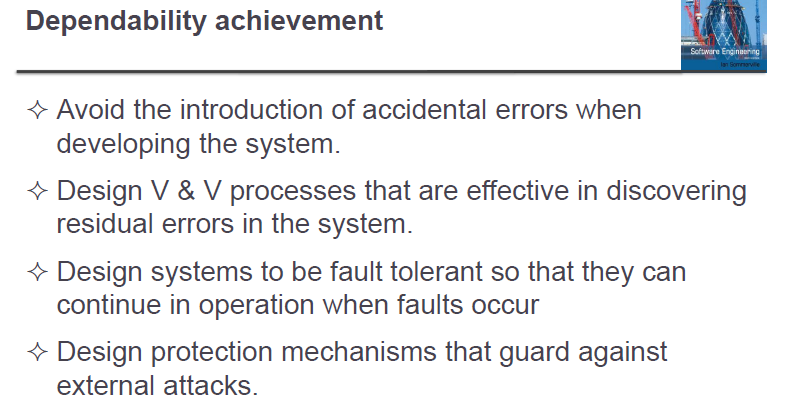 Dependability achievement
Software Engineering
Ian Sommerville
✧ Avoid the introduction of accidental errors when
developing the system.
✧ Design V & V processes that are effective in discovering
residual errors in the system.
✧ Design systems to be fault tolerant so that they can
continue in operation when faults occur
✧ Design protection mechanisms that guard against
external attacks.